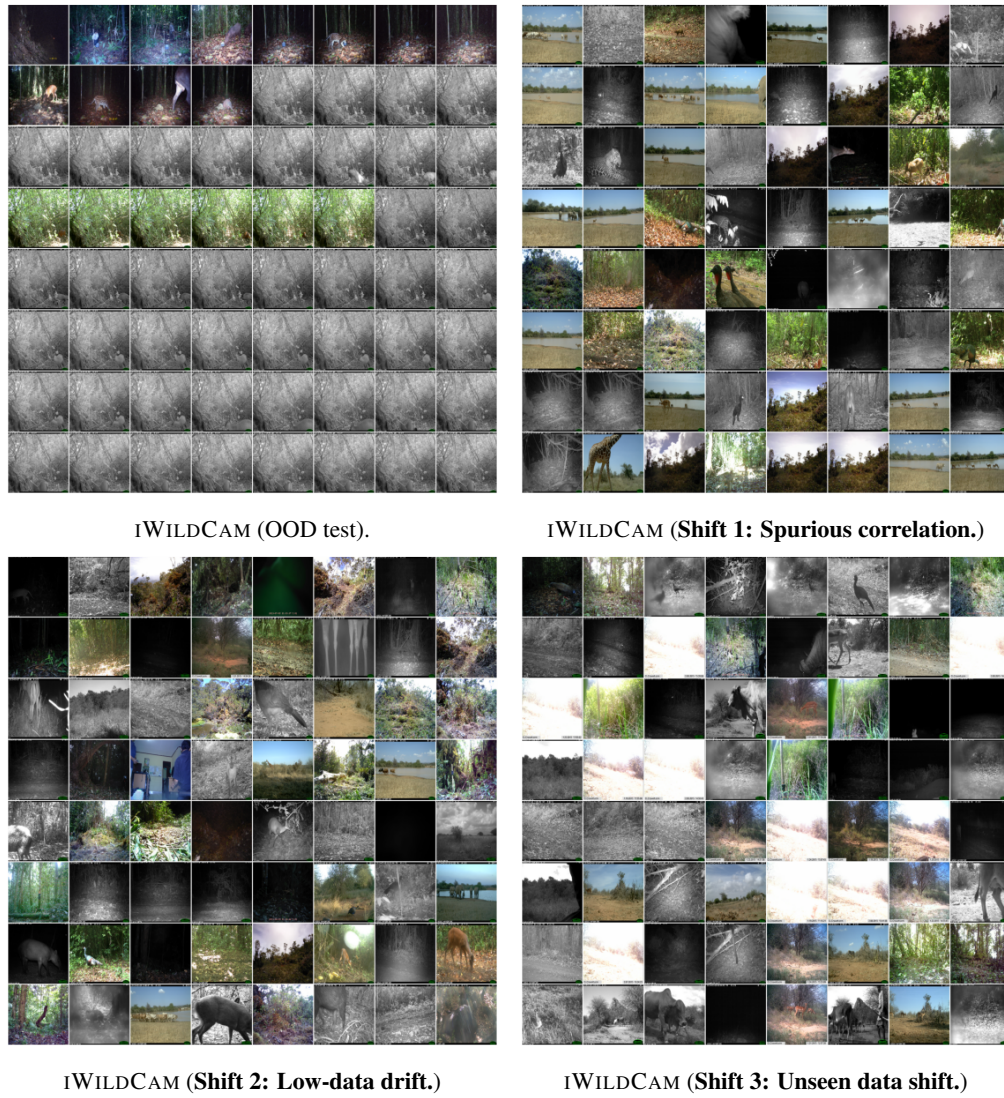 IWILDCAM (OOD test).
IWILDCAM (Shift 1: Spurious correlation.)
IWILDCAM (Shift 2: Low-data drift.)
IWILDCAM (Shift 3: Unseen data shift.)